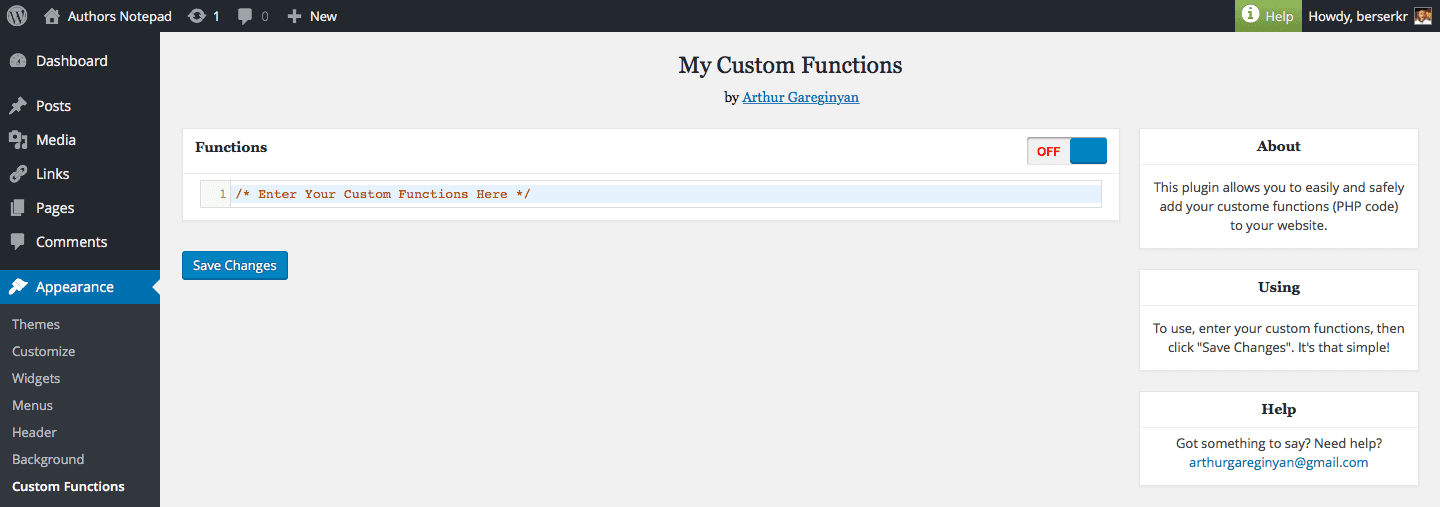 Authors Notepad 1 0 New Help Howdy, berserkr
Dashboard
Posts
Media
Links
Pages
Comments
Appearance
Themes
Customize
Widgets
Menus
Header
Background
Custom Functions
My Custom Functions
by Arthur Gareginyan
Functions OFF
1 /* Enter Your Custom Functions Here */
Save Changes
About
This plugin allows you to easily and safely
add your custome functions (PHP code)
to your website.
Using
To use, enter your custom functions, then
click "Save Changes". It's that simple!
Help
Got something to say? Need help?
arthurgareginyan@gmail.com